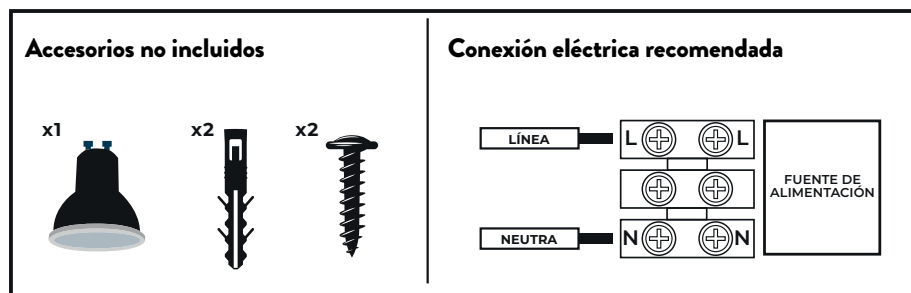 Accesorios no incluidos
x1
x2
x2
Conexión eléctrica recomendada
LÍNEA
L
L
FUENTE DE
ALIMENTACIÓN
NEUTRA
N
N